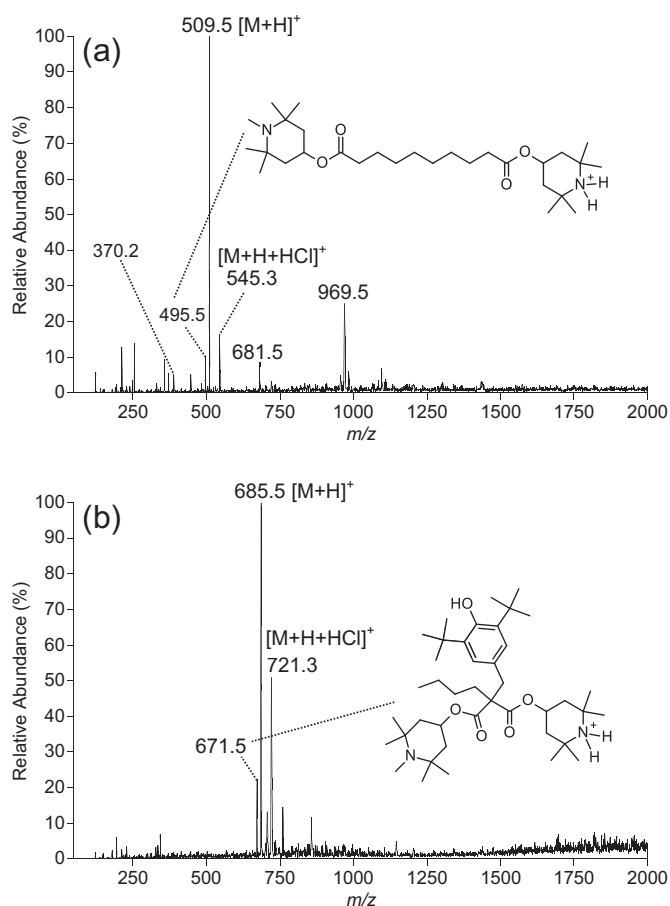 (a)
509.5 [M+H]⁺
Relative Abundance (%)
100
90
80
70
60
50
40
30
20
10
0
370.2
495.5
[M+H+HCl]⁺
545.3
681.5
969.5
N
O
O
O
O
N⁺
H
H
250 500 750 1000 1250 1500 1750 2000
m/z
(b)
685.5 [M+H]⁺
Relative Abundance (%)
100
90
80
70
60
50
40
30
20
10
0
[M+H+HCl]⁺
721.3
671.5
HO
O
O
O
O
N
N⁺
H
H
250 500 750 1000 1250 1500 1750 2000
m/z